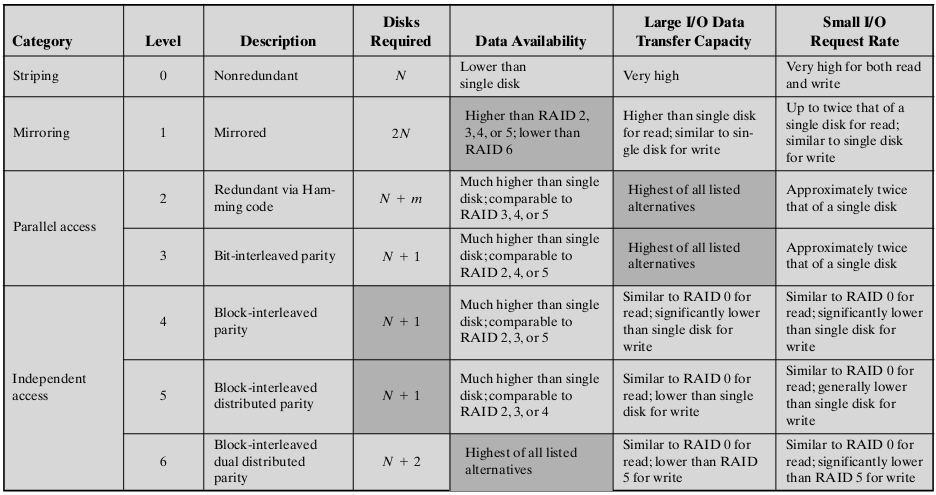 Category
Level
Description
Disks
Required
Data Availability
Large I/O Data
Transfer Capacity
Small I/O
Request Rate
Striping
0
Nonredundant
N
Lower than
single disk
Very high
Very high for both read
and write
Mirroring
1
Mirrored
2N
Higher than RAID 2,
3, 4, or 5; lower than
RAID 6
Higher than single disk
for read; similar to sin-
gle disk for write
Up to twice that of a
single disk for read;
similar to single disk
for write
Parallel access
2
Redundant via Ham-
ming code
N + m
Much higher than single
disk; comparable to
RAID 3, 4, or 5
Highest of all listed
alternatives
Approximately twice
that of a single disk
3
Bit-interleaved parity
N + 1
Much higher than single
disk; comparable to
RAID 2, 4, or 5
Highest of all listed
alternatives
Approximately twice
that of a single disk
Independent
access
4
Block-interleaved
parity
N + 1
Much higher than single
disk; comparable to
RAID 2, 3, or 5
Similar to RAID 0 for
read; significantly lower
than single disk for
write
Similar to RAID 0 for
read; significantly lower
than single disk for
write
5
Block-interleaved
distributed parity
N + 1
Much higher than single
disk; comparable to
RAID 2, 3, or 4
Similar to RAID 0 for
read; lower than single
disk for write
Similar to RAID 0 for
read; generally lower
than single disk for
write
6
Block-interleaved
dual distributed
parity
N + 2
Highest of all listed
alternatives
Similar to RAID 0 for
read; lower than RAID
5 for write
Similar to RAID 0 for
read; significantly lower
than RAID 5 for write